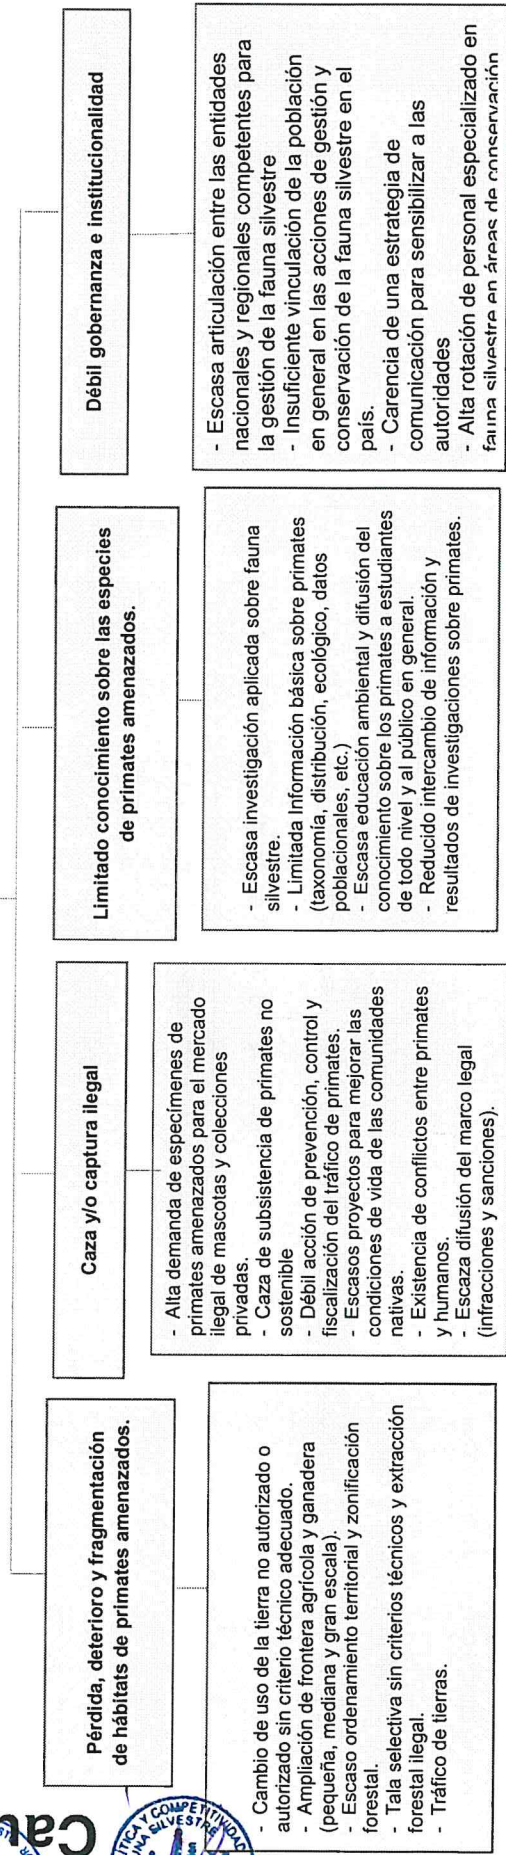 Cau
Pérdida, deterioro y fragmentación
de hábitats de primates amenazados.
- Cambio de uso de la tierra no autorizado o
autorizado sin criterio técnico adecuado.
- Ampliación de frontera agrícola y ganadera
(pequeña, mediana y gran escala).
- Escaso ordenamiento territorial y zonificación
forestal.
- Tala selectiva sin criterios técnicos y extracción
forestal ilegal.
- Tráfico de tierras.
Caza y/o captura ilegal
- Alta demanda de especímenes de
primates amenazados para el mercado
ilegal de mascotas y colecciones
privadas.
- Caza de subsistencia de primates no
sostenible
- Débil acción de prevención, control y
fiscalización del tráfico de primates.
- Escasos proyectos para mejorar las
condiciones de vida de las comunidades
nativas.
- Existencia de conflictos entre primates
y humanos.
- Escaza difusión del marco legal
(infracciones y sanciones).
Limitado conocimiento sobre las especies
de primates amenazados.
- Escasa investigación aplicada sobre fauna
silvestre.
- Limitada Información básica sobre primates
(taxonomía, distribución, ecológico, datos
poblacionales, etc.)
- Escasa educación ambiental y difusión del
conocimiento sobre los primates a estudiantes
de todo nivel y al público en general.
- Reducido intercambio de información y
resultados de investigaciones sobre primates.
Débil gobernanza e institucionalidad
- Escasa articulación entre las entidades
nacionales y regionales competentes para
la gestión de la fauna silvestre
- Insuficiente vinculación de la población
en general en las acciones de gestión y
conservación de la fauna silvestre en el
país.
- Carencia de una estrategia de
comunicación para sensibilizar a las
autoridades
- Alta rotación de personal especializado en
fauna silvestre en áreas de conservación